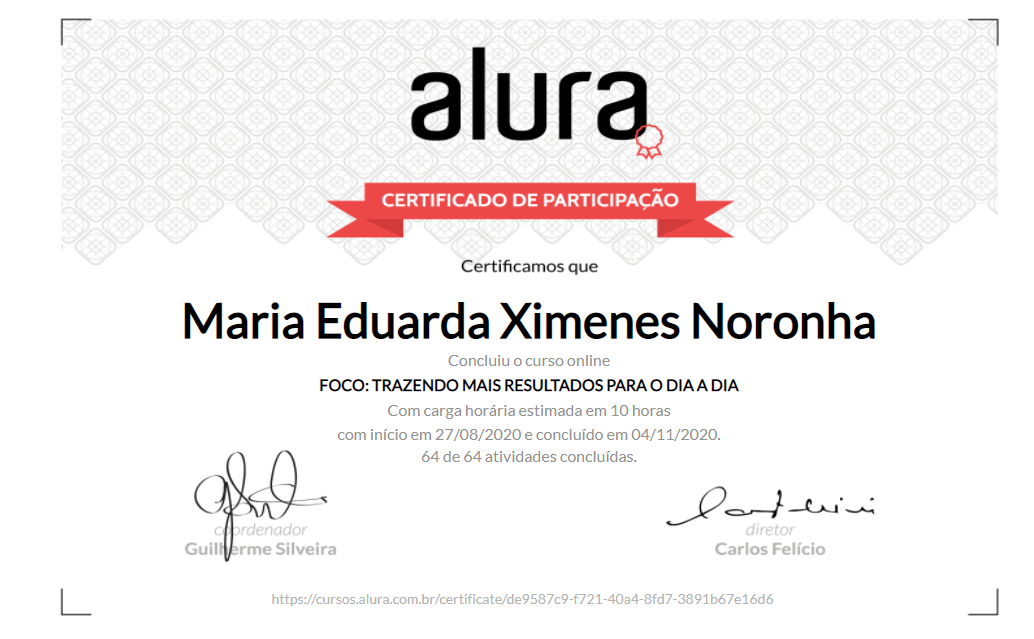 alura
CERTIFICADO DE PARTICIPAÇÃO
Certificamos que
Maria Eduarda Ximenes Noronha
Concluiu o curso online
FOCO: TRAZENDO MAIS RESULTADOS PARA O DIA A DIA
Com carga horária estimada em 10 horas
com início em 27/08/2020 e concluído em 04/11/2020.
64 de 64 atividades concluídas.
coordenador
Guilherme Silveira
diretor
Carlos Felício
https://cursos.alura.com.br/certificate/de9587c9-f721-40a4-8fd7-3891b67e16d6